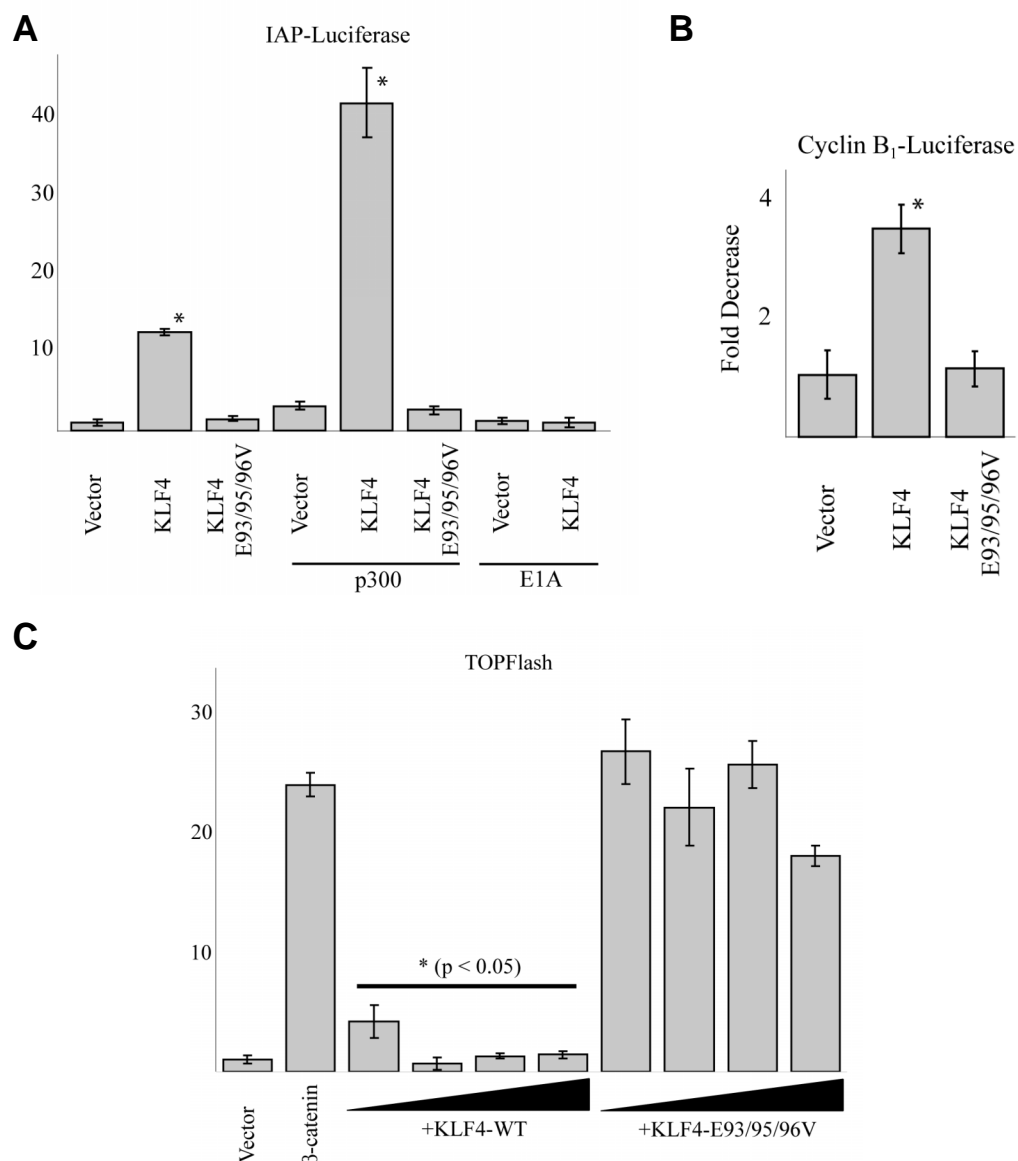 A
IAP-Luciferase
40
30
20
10
Vector
KLF4
KLF4
E93/95/96V
Vector
KLF4
KLF4
E93/95/96V
Vector
KLF4
p300
E1A
*
*
B
Cyclin B₁-Luciferase
Fold Decrease
4
2
*
Vector
KLF4
KLF4
E93/95/96V
C
TOPFlash
30
20
10
* (p < 0.05)
Vector
β-catenin
+KLF4-WT
+KLF4-E93/95/96V